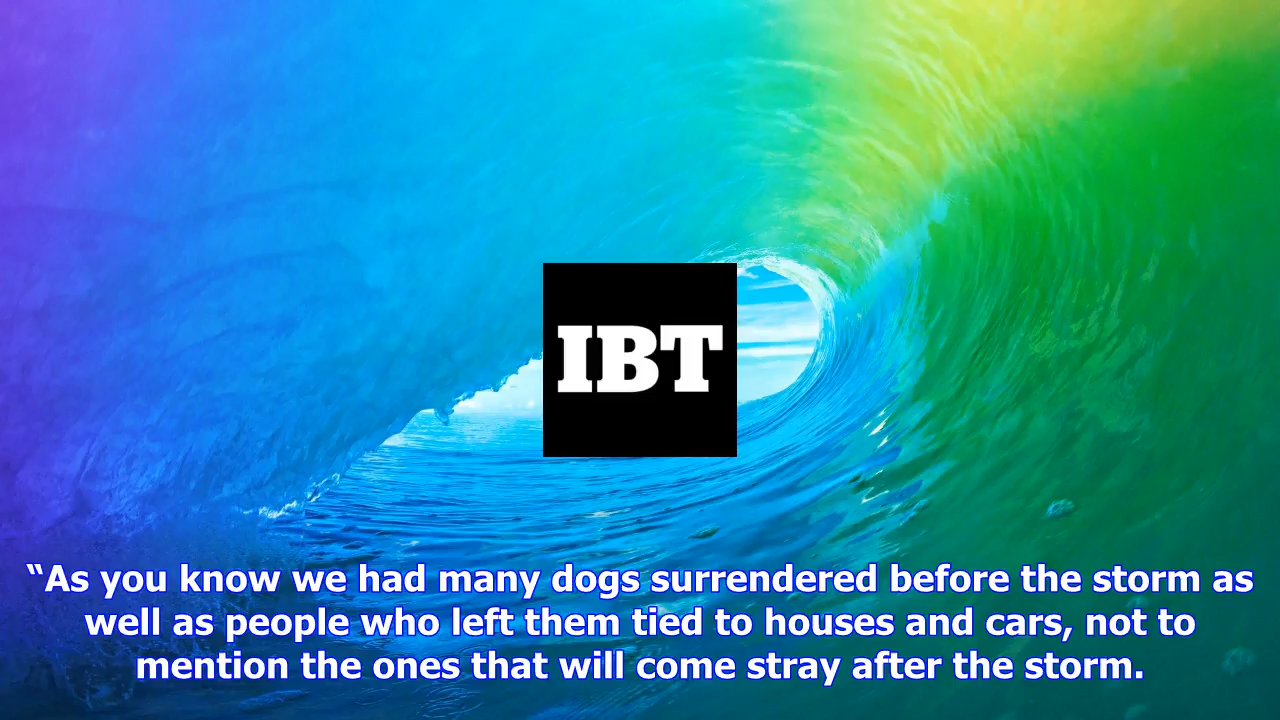 IBT
“As you know we had many dogs surrendered before the storm as
well as people who left them tied to houses and cars, not to
mention the ones that will come stray after the storm.